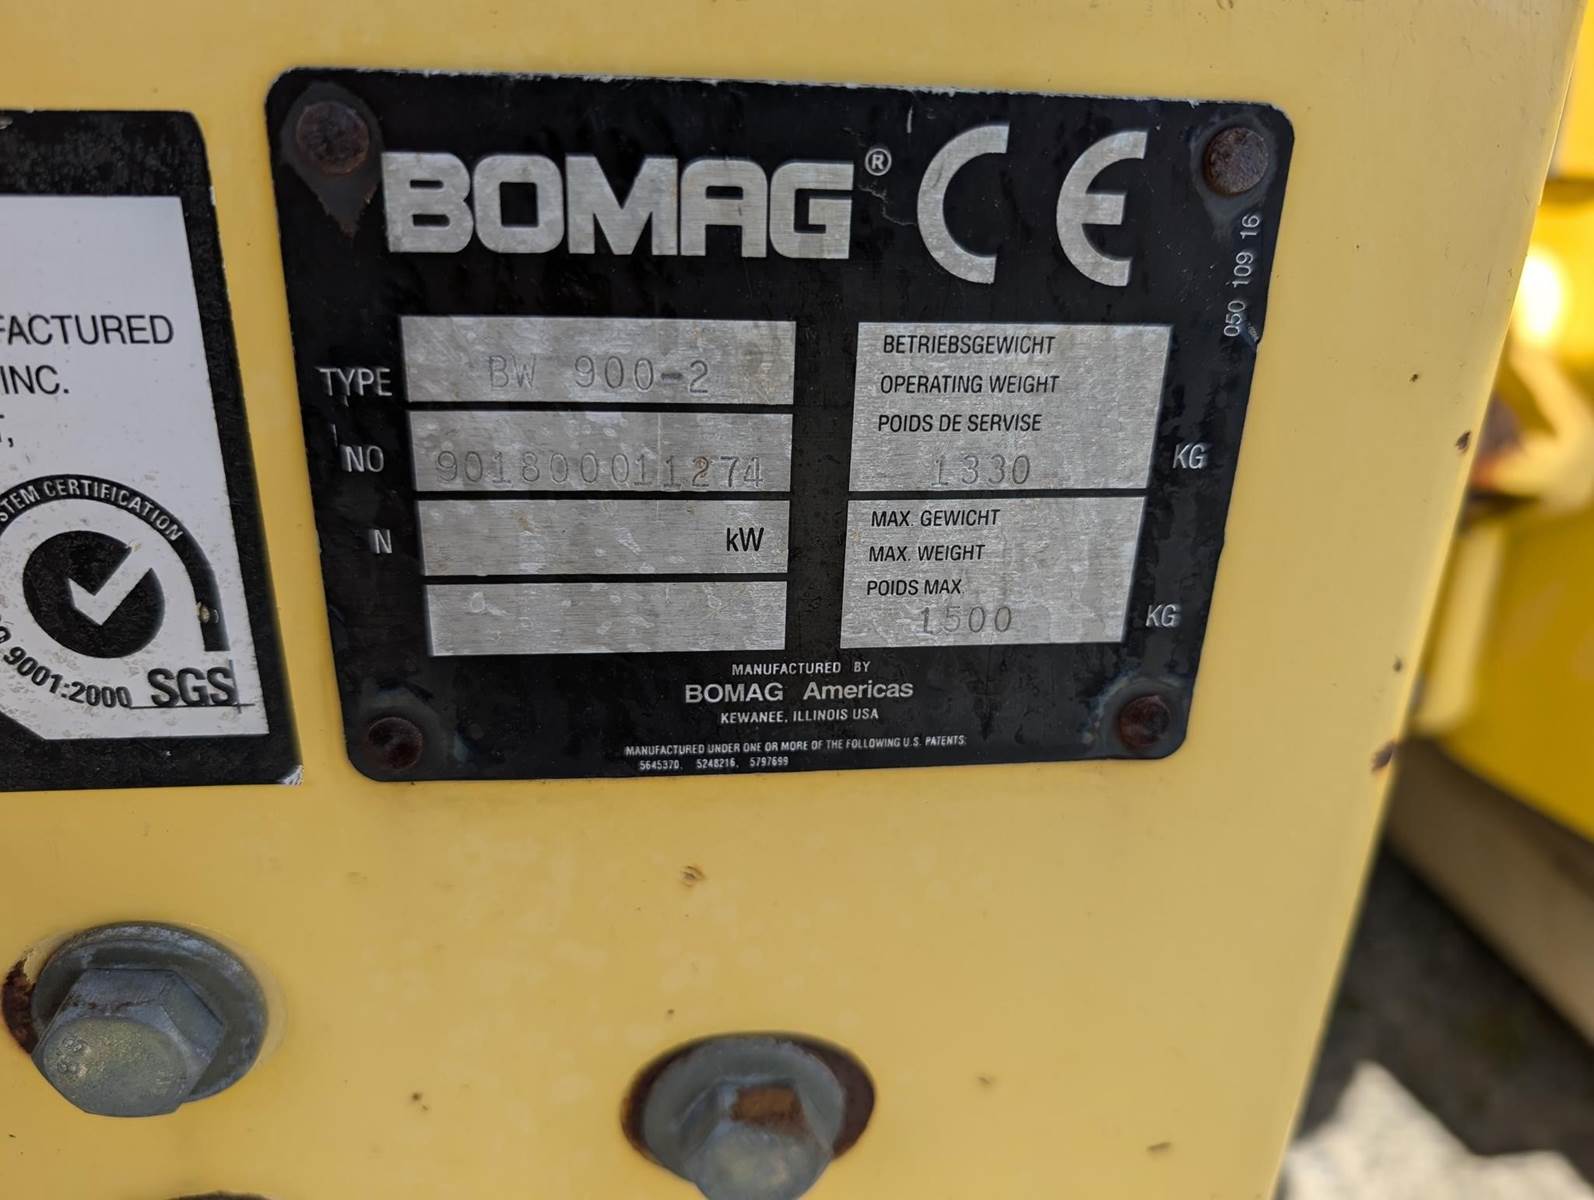 FACTURED
INC.
STEM CERTIFICATION
9001:2000
SGS
BOMAG® CE
050 109 16
TYPE BW 900-2
NO 901800011274
N kW
BETRIEBSGEWICHT
OPERATING WEIGHT
POIDS DE SERVISE
1330 KG
MAX. GEWICHT
MAX. WEIGHT
POIDS MAX.
1500 KG
MANUFACTURED BY
BOMAG Americas
KEWANEE, ILLINOIS USA
MANUFACTURED UNDER ONE OR MORE OF THE FOLLOWING U.S. PATENTS:
5645370, 5248216, 5797699
8.8